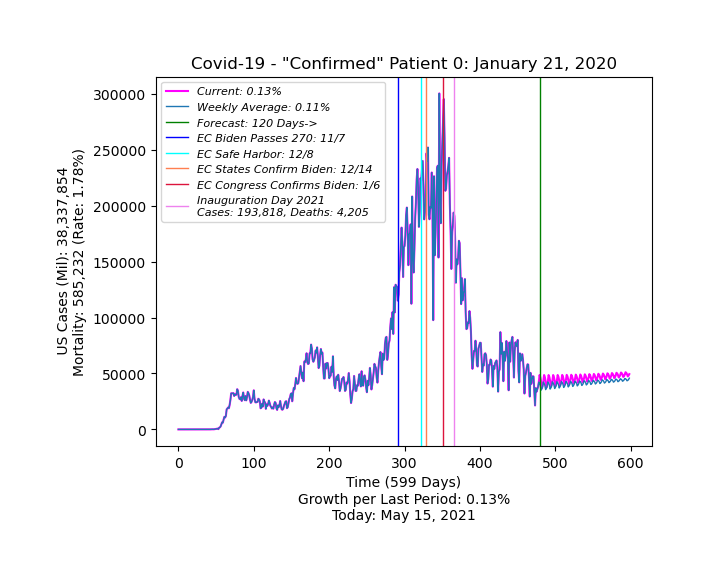 Covid-19 - "Confirmed" Patient 0: January 21, 2020
Current: 0.13%
Weekly Average: 0.11%
Forecast: 120 Days->
EC Biden Passes 270: 11/7
EC Safe Harbor: 12/8
EC States Confirm Biden: 12/14
EC Congress Confirms Biden: 1/6
Inauguration Day 2021
Cases: 193,818, Deaths: 4,205
300000
250000
200000
150000
100000
50000
0
US Cases (Mil): 38,337,854
Mortality: 585,232 (Rate: 1.78%)
0 100 200 300 400 500 600
Time (599 Days)
Growth per Last Period: 0.13%
Today: May 15, 2021